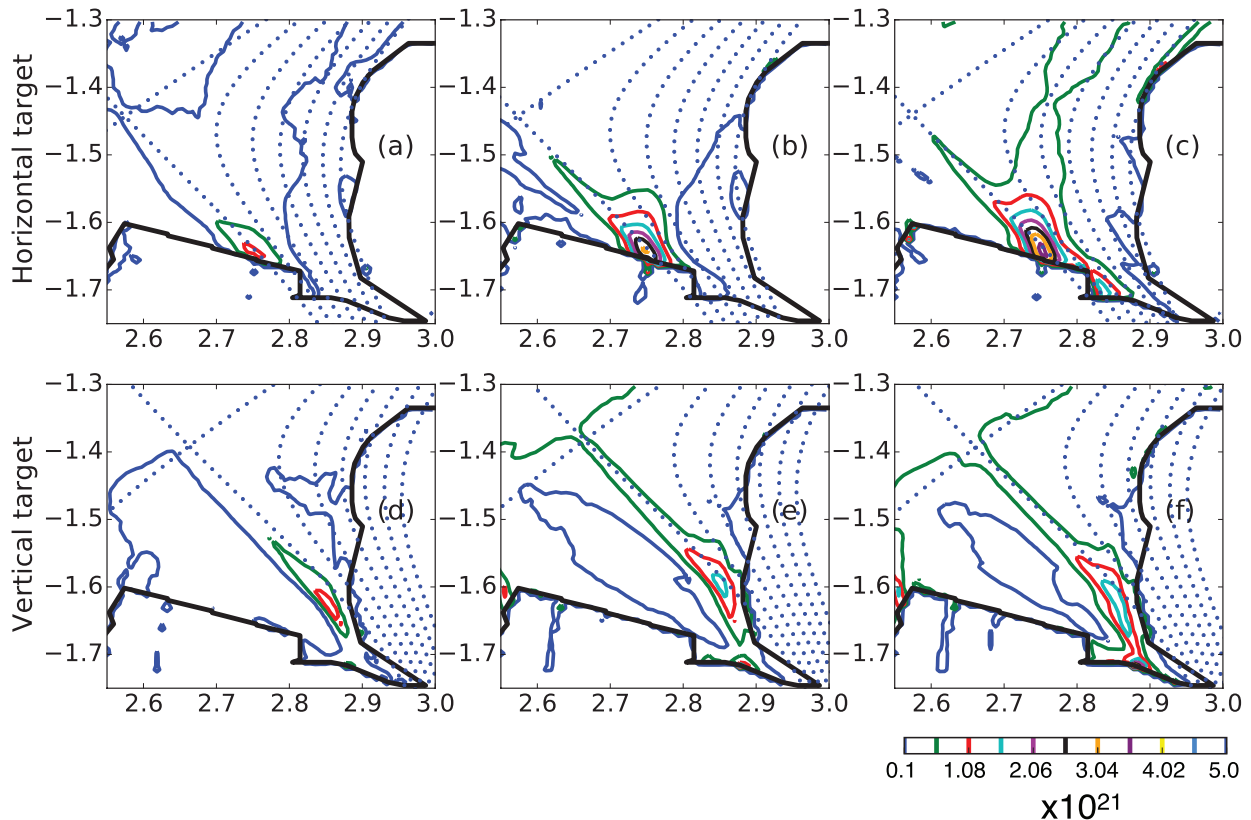 Horizontal target
−1.3 −1.3 −1.3
−1.4 −1.4 −1.4
(a) (b) (c)
−1.5 −1.5 −1.5
−1.6 −1.6 −1.6
−1.7 −1.7 −1.7
2.6 2.7 2.8 2.9 3.0 2.6 2.7 2.8 2.9 3.0 2.6 2.7 2.8 2.9 3.0
Vertical target
−1.3 −1.3 −1.3
−1.4 −1.4 −1.4
(d) (e) (f)
−1.5 −1.5 −1.5
−1.6 −1.6 −1.6
−1.7 −1.7 −1.7
2.6 2.7 2.8 2.9 3.0 2.6 2.7 2.8 2.9 3.0 2.6 2.7 2.8 2.9 3.0
0.1 1.08 2.06 3.04 4.02 5.0
x10²¹